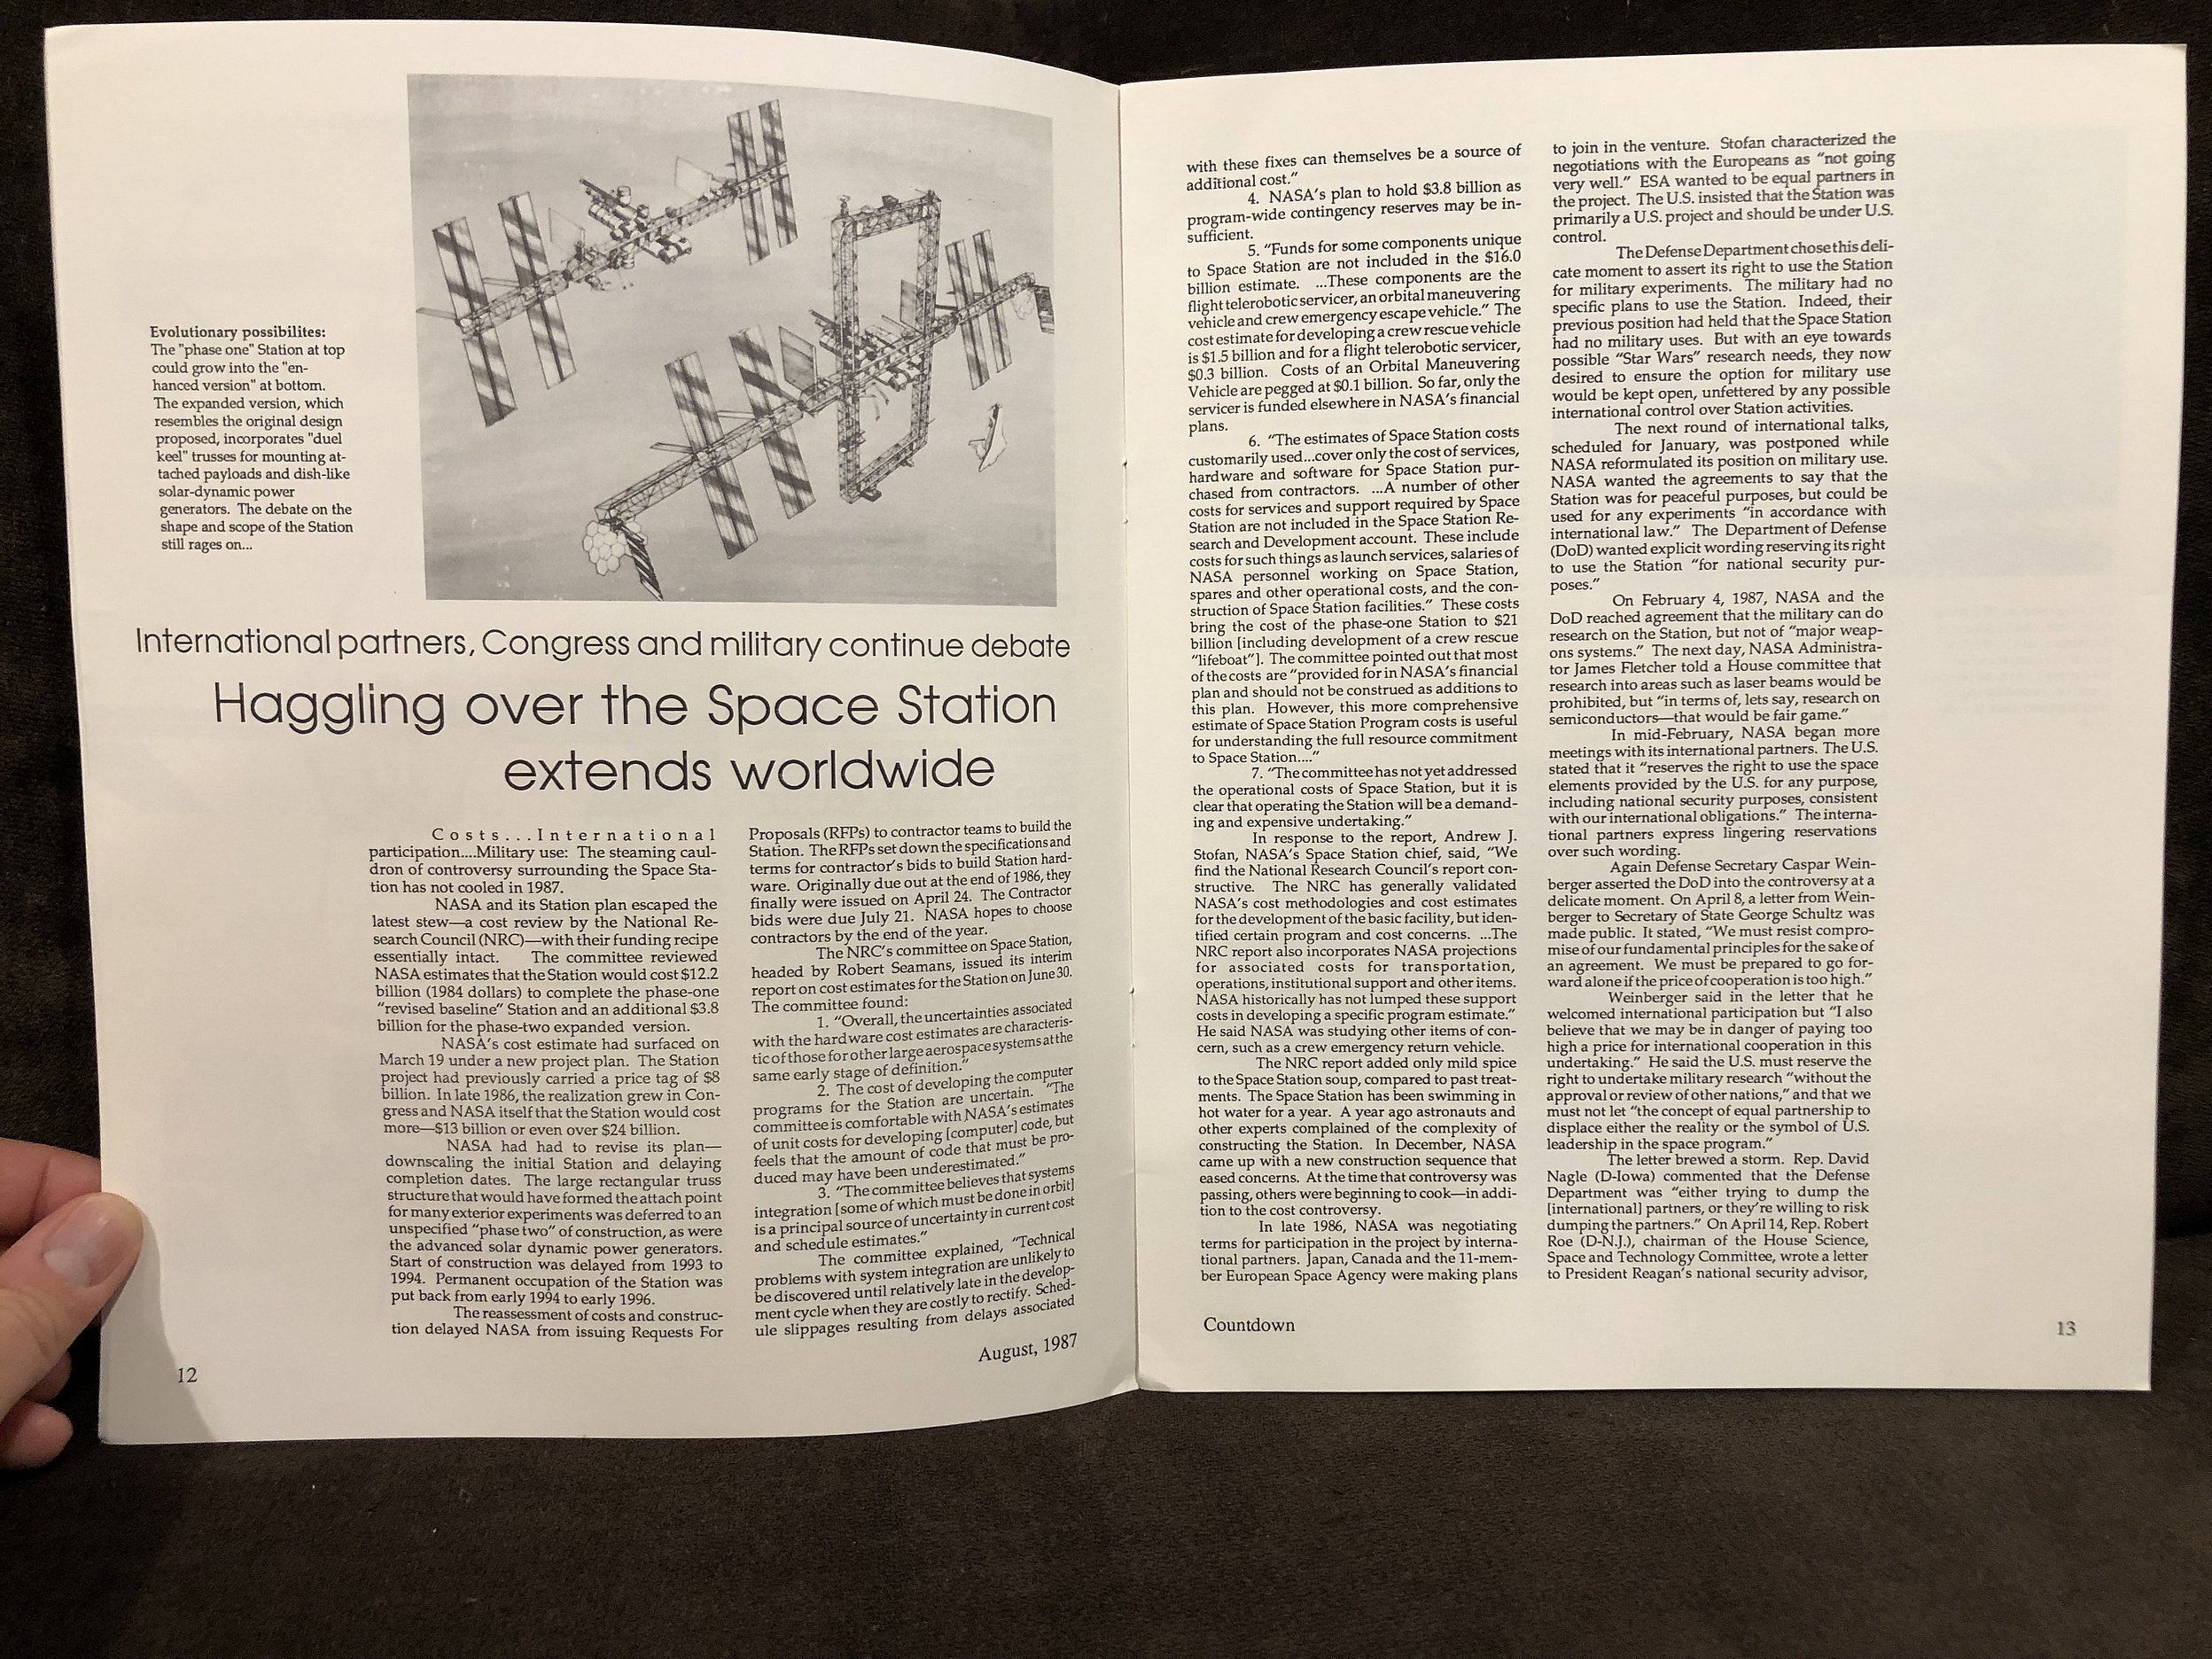 Evolutionary possibilites:
The "phase one" Station at top
could grow into the "en-
hanced version" at bottom.
The expanded version, which
resembles the original design
proposed, incorporates "duel
keel" trusses for mounting at-
tached payloads and dish-like
solar-dynamic power
generators. The debate on the
shape and scope of the Station
still rages on...
International partners, Congress and military continue debate
Haggling over the Space Station
extends worldwide
Costs...International
participation....Military use: The steaming caul-
dron of controversy surrounding the Space Sta-
tion has not cooled in 1987.
NASA and its Station plan escaped the
latest stew—a cost review by the National Re-
search Council (NRC)—with their funding recipe
essentially intact. The committee reviewed
NASA estimates that the Station would cost $12.2
billion (1984 dollars) to complete the phase-one
"revised baseline" Station and an additional $3.8
billion for the phase-two expanded version.
NASA's cost estimate had surfaced on
March 19 under a new project plan. The Station
project had previously carried a price tag of $8
billion. In late 1986, the realization grew in Con-
gress and NASA itself that the Station would cost
more—$13 billion or even over $24 billion.
NASA had had to revise its plan—
downscaling the initial Station and delaying
completion dates. The large rectangular truss
structure that would have formed the attach point
for many exterior experiments was deferred to an
unspecified "phase two" of construction, as were
the advanced solar dynamic power generators.
Start of construction was delayed from 1993 to
1994. Permanent occupation of the Station was
put back from early 1994 to early 1996.
The reassessment of costs and construc-
tion delayed NASA from issuing Requests For
Proposals (RFPs) to contractor teams to build the
Station. The RFPs set down the specifications and
terms for contractor's bids to build Station hard-
ware. Originally due out at the end of 1986, they
finally were issued on April 24. The Contractor
bids were due July 21. NASA hopes to choose
contractors by the end of the year.
The NRC's committee on Space Station,
headed by Robert Seamans, issued its interim
report on cost estimates for the Station on June 30.
The committee found:
1. "Overall, the uncertainties associated
with the hardware cost estimates are characteris-
tic of those for other large aerospace systems at the
same early stage of definition."
2. The cost of developing the computer
programs for the Station are uncertain. "The
committee is comfortable with NASA's estimates
of unit costs for developing [computer] code, but
feels that the amount of code that must be pro-
duced may have been underestimated."
3. "The committee believes that systems
integration [some of which must be done in orbit]
is a principal source of uncertainty in current cost
and schedule estimates."
The committee explained, "Technical
problems with system integration are unlikely to
be discovered until relatively late in the develop-
ment cycle when they are costly to rectify. Sched-
ule slippages resulting from delays associated
12
August, 1987
with these fixes can themselves be a source of
additional cost."
4. NASA's plan to hold $3.8 billion as
program-wide contingency reserves may be in-
sufficient.
5. "Funds for some components unique
to Space Station are not included in the $16.0
billion estimate. ...These components are the
flight telerobotic servicer, an orbital maneuvering
vehicle and crew emergency escape vehicle." The
cost estimate for developing a crew rescue vehicle
is $1.5 billion and for a flight telerobotic servicer,
$0.3 billion. Costs of an Orbital Maneuvering
Vehicle are pegged at $0.1 billion. So far, only the
servicer is funded elsewhere in NASA's financial
plans.
6. "The estimates of Space Station costs
customarily used...cover only the cost of services,
hardware and software for Space Station pur-
chased from contractors. ...A number of other
costs for services and support required by Space
Station are not included in the Space Station Re-
search and Development account. These include
costs for such things as launch services, salaries of
NASA personnel working on Space Station,
spares and other operational costs, and the con-
struction of Space Station facilities." These costs
bring the cost of the phase-one Station to $21
billion [including development of a crew rescue
"lifeboat"]. The committee pointed out that most
of the costs are "provided for in NASA's financial
plan and should not be construed as additions to
this plan. However, this more comprehensive
estimate of Space Station Program costs is useful
for understanding the full resource commitment
to Space Station...."
7. "The committee has not yet addressed
the operational costs of Space Station, but it is
clear that operating the Station will be a demand-
ing and expensive undertaking."
In response to the report, Andrew J.
Stofan, NASA's Space Station chief, said, "We
find the National Research Council's report con-
structive. The NRC has generally validated
NASA's cost methodologies and cost estimates
for the development of the basic facility, but iden-
tified certain program and cost concerns. ...The
NRC report also incorporates NASA projections
for associated costs for transportation,
operations, institutional support and other items.
NASA historically has not lumped these support
costs in developing a specific program estimate."
He said NASA was studying other items of con-
cern, such as a crew emergency return vehicle.
The NRC report added only mild spice
to the Space Station soup, compared to past treat-
ments. The Space Station has been swimming in
hot water for a year. A year ago astronauts and
other experts complained of the complexity of
constructing the Station. In December, NASA
came up with a new construction sequence that
eased concerns. At the time that controversy was
passing, others were beginning to cook—in addi-
tion to the cost controversy.
In late 1986, NASA was negotiating
terms for participation in the project by interna-
tional partners. Japan, Canada and the 11-mem-
ber European Space Agency were making plans
to join in the venture. Stofan characterized the
negotiations with the Europeans as "not going
very well." ESA wanted to be equal partners in
the project. The U.S. insisted that the Station was
primarily a U.S. project and should be under U.S.
control.
The Defense Department chose this deli-
cate moment to assert its right to use the Station
for military experiments. The military had no
specific plans to use the Station. Indeed, their
previous position had held that the Space Station
had no military uses. But with an eye towards
possible "Star Wars" research needs, they now
desired to ensure the option for military use
would be kept open, unfettered by any possible
international control over Station activities.
The next round of international talks,
scheduled for January, was postponed while
NASA reformulated its position on military use.
NASA wanted the agreements to say that the
Station was for peaceful purposes, but could be
used for any experiments "in accordance with
international law." The Department of Defense
(DoD) wanted explicit wording reserving its right
to use the Station "for national security pur-
poses."
On February 4, 1987, NASA and the
DoD reached agreement that the military can do
research on the Station, but not of "major weap-
ons systems." The next day, NASA Administra-
tor James Fletcher told a House committee that
research into areas such as laser beams would be
prohibited, but "in terms of, lets say, research on
semiconductors—that would be fair game."
In mid-February, NASA began more
meetings with its international partners. The U.S.
stated that it "reserves the right to use the space
elements provided by the U.S. for any purpose,
including national security purposes, consistent
with our international obligations." The interna-
tional partners express lingering reservations
over such wording.
Again Defense Secretary Caspar Wein-
berger asserted the DoD into the controversy at a
delicate moment. On April 8, a letter from Wein-
berger to Secretary of State George Schultz was
made public. It stated, "We must resist compro-
mise of our fundamental principles for the sake of
an agreement. We must be prepared to go for-
ward alone if the price of cooperation is too high."
Weinberger said in the letter that he
welcomed international participation but "I also
believe that we may be in danger of paying too
high a price for international cooperation in this
undertaking." He said the U.S. must reserve the
right to undertake military research "without the
approval or review of other nations," and that we
must not let "the concept of equal partnership to
displace either the reality or the symbol of U.S.
leadership in the space program."
The letter brewed a storm. Rep. David
Nagle (D-Iowa) commented that the Defense
Department was "either trying to dump the
[international] partners, or they're willing to risk
dumping the partners." On April 14, Rep. Robert
Roe (D-N.J.), chairman of the House Science,
Space and Technology Committee, wrote a letter
to President Reagan's national security advisor,
Countdown
13